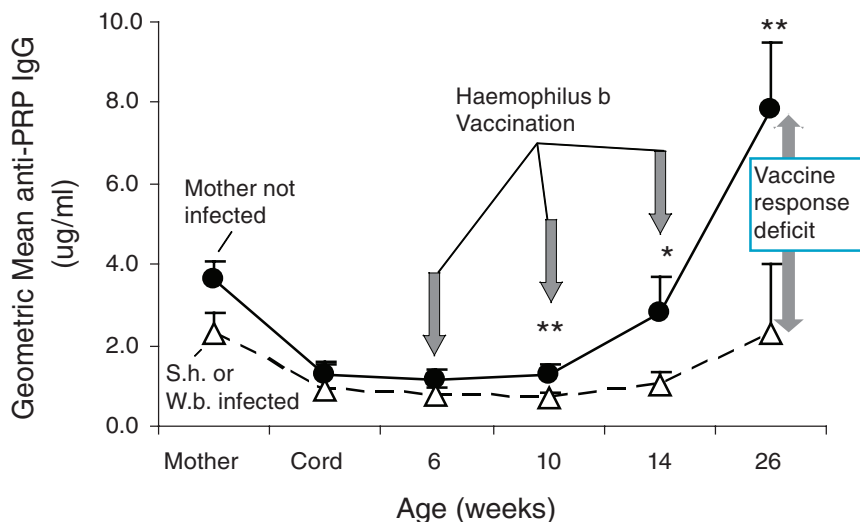 Geometric Mean anti-PRP IgG
(ug/ml)
10.0
8.0
6.0
4.0
2.0
0.0
Mother not
infected
S.h. or
W.b. infected
Haemophilus b
Vaccination
**
*
**
Vaccine
response
deficit
Mother
Cord
6
10
14
26
Age (weeks)